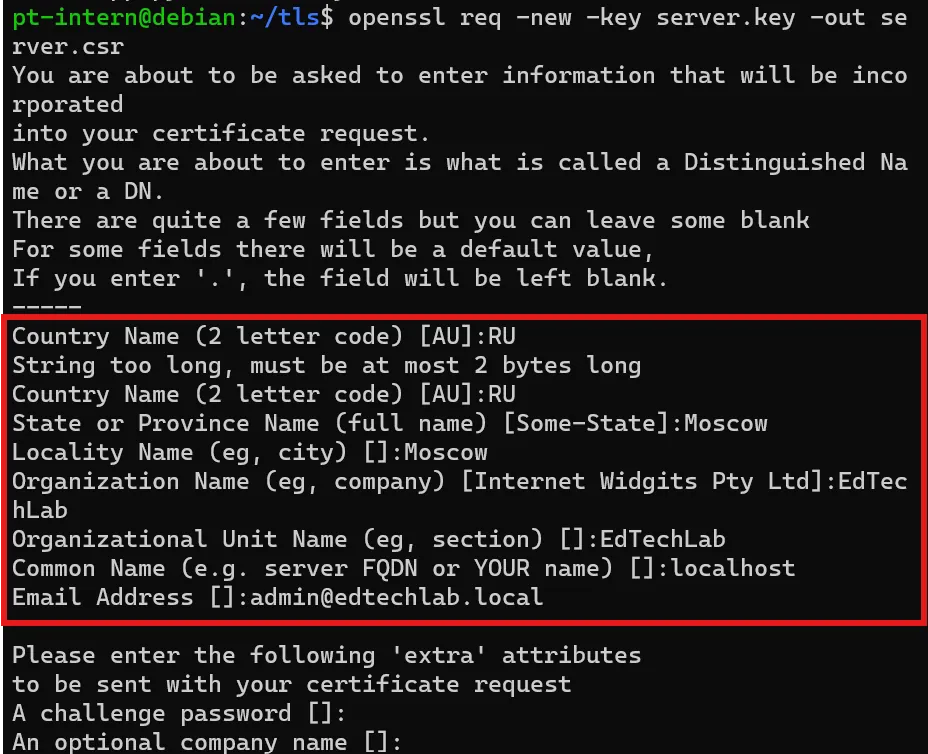 pt-intern@debian:~/tls$ openssl req -new -key server.key -out se
rver.csr
You are about to be asked to enter information that will be inco
rporated
into your certificate request.
What you are about to enter is what is called a Distinguished Na
me or a DN.
There are quite a few fields but you can leave some blank
For some fields there will be a default value,
If you enter '.', the field will be left blank.
-----
Country Name (2 letter code) [AU]:RU
String too long, must be at most 2 bytes long
Country Name (2 letter code) [AU]:RU
State or Province Name (full name) [Some-State]:Moscow
Locality Name (eg, city) []:Moscow
Organization Name (eg, company) [Internet Widgits Pty Ltd]:EdTec
hLab
Organizational Unit Name (eg, section) []:EdTechLab
Common Name (e.g. server FQDN or YOUR name) []:localhost
Email Address []:admin@edtechlab.local
Please enter the following 'extra' attributes
to be sent with your certificate request
A challenge password []:
An optional company name []: